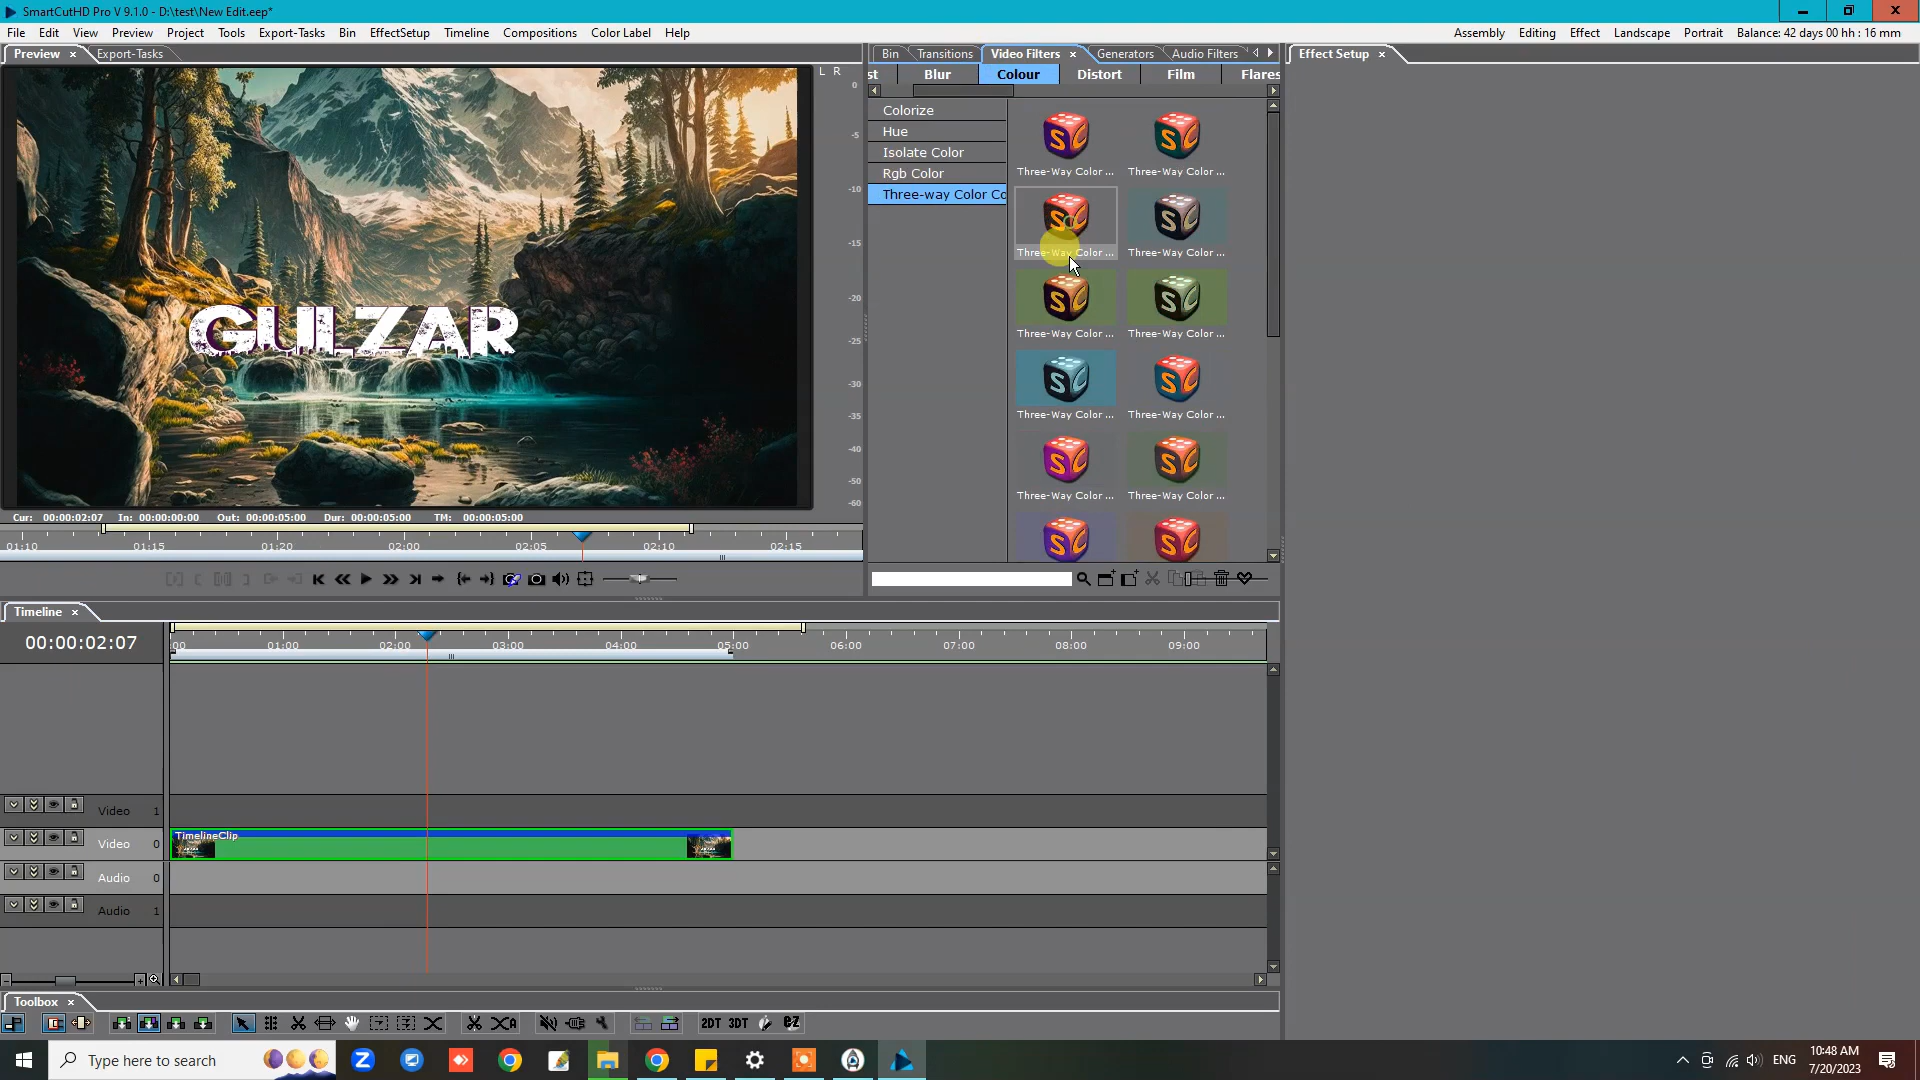 SmartCutHD Pro V 9.1.0 - D:\test\New Edit.eep*
File Edit View Preview Project Tools Export-Tasks Bin EffectSetup Timeline Compositions Color Label Help
Assembly Editing Effect Landscape Portrait Balance: 42 days 00 hh : 16 mm
Preview Export-Tasks
Bin Transitions Video Filters Generators Audio Filters
Effect Setup
L R
st Blur Colour Distort Film Flares
Colorize
Hue
Isolate Color
Rgb Color
Three-way Color Co
Three-Way Color ... Three-Way Color ...
Three-Way Color ... Three-Way Color ...
Three-Way Color ... Three-Way Color ...
Three-Way Color ... Three-Way Color ...
Three-Way Color ... Three-Way Color ...
0
-5
-10
-15
-20
-25
-30
-35
-40
-50
-60
GULZAR
Cur: 00:00:02:07 In: 00:00:00:00 Out: 00:00:05:00 Dur: 00:00:05:00 TM: 00:00:05:00
01:10 01:15 01:20 02:00 02:05 02:10 02:15
Timeline
00:00:02:07
:00 01:00 02:00 03:00 04:00 05:00 06:00 07:00 08:00 09:00
Video 1
Video 0
TimelineClip
Audio 0
Audio 1
Toolbox
2DT 3DT
Type here to search
ENG
10:48 AM
7/20/2023